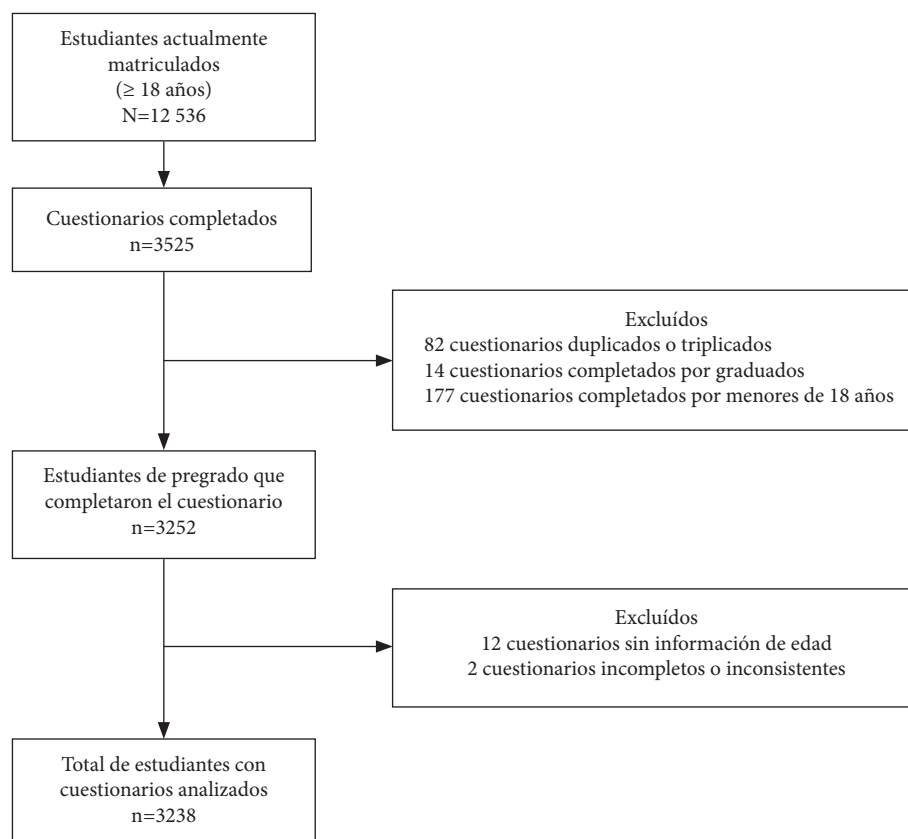 Estudiantes actualmente
matriculados
(≥ 18 años)
N=12 536
Cuestionarios completados
n=3525
Excluídos
82 cuestionarios duplicados o triplicados
14 cuestionarios completados por graduados
177 cuestionarios completados por menores de 18 años
Estudiantes de pregrado que
completaron el cuestionario
n=3252
Excluídos
12 cuestionarios sin información de edad
2 cuestionarios incompletos o inconsistentes
Total de estudiantes con
cuestionarios analizados
n=3238